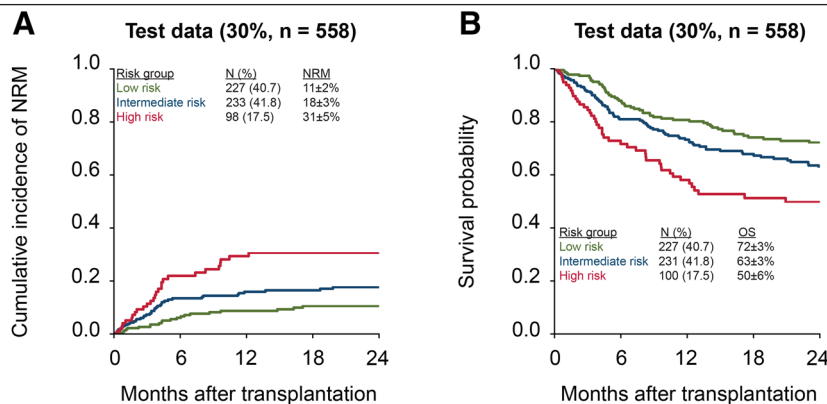 A
Test data (30%, n = 558)
Cumulative incidence of NRM
1.0
0.8
0.6
0.4
0.2
0.0
Risk group N (%) NRM
Low risk 227 (40.7) 11±2%
Intermediate risk 233 (41.8) 18±3%
High risk 98 (17.5) 31±5%
0 6 12 18 24
Months after transplantation
B
Test data (30%, n = 558)
Survival probability
1.0
0.8
0.6
0.4
0.2
0.0
Risk group N (%) OS
Low risk 227 (40.7) 72±3%
Intermediate risk 231 (41.8) 63±3%
High risk 100 (17.5) 50±6%
0 6 12 18 24
Months after transplantation